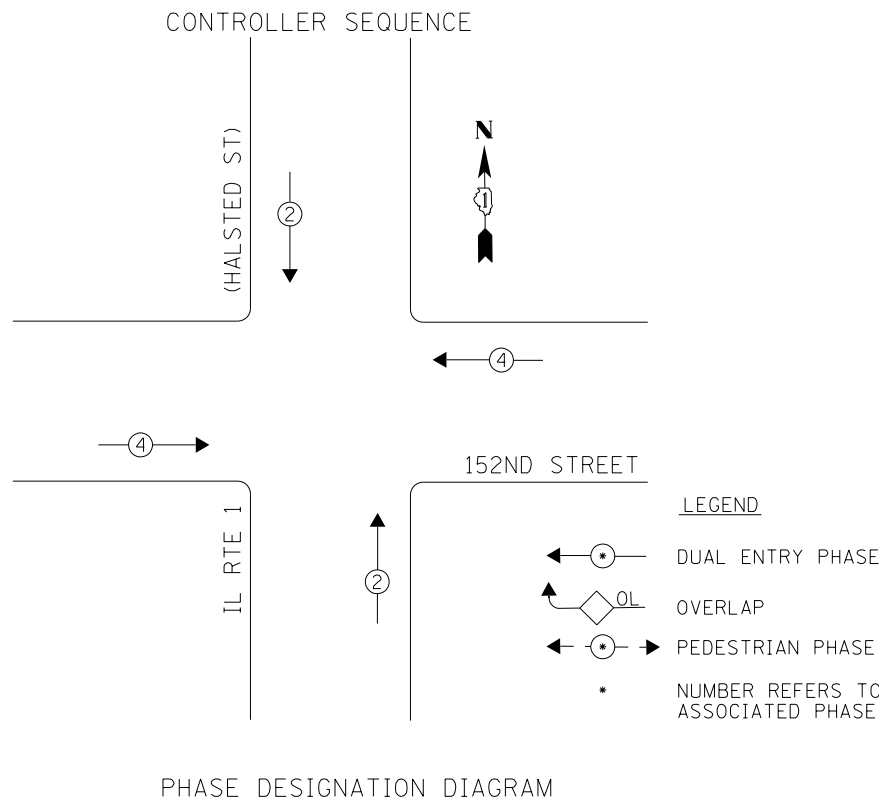 CONTROLLER SEQUENCE
(HALSTED ST)
N
2
1
4
4
152ND STREET
IL RTE 1
2
LEGEND
* DUAL ENTRY PHASE
OL OVERLAP
* PEDESTRIAN PHASE
* NUMBER REFERS TO
ASSOCIATED PHASE
PHASE DESIGNATION DIAGRAM